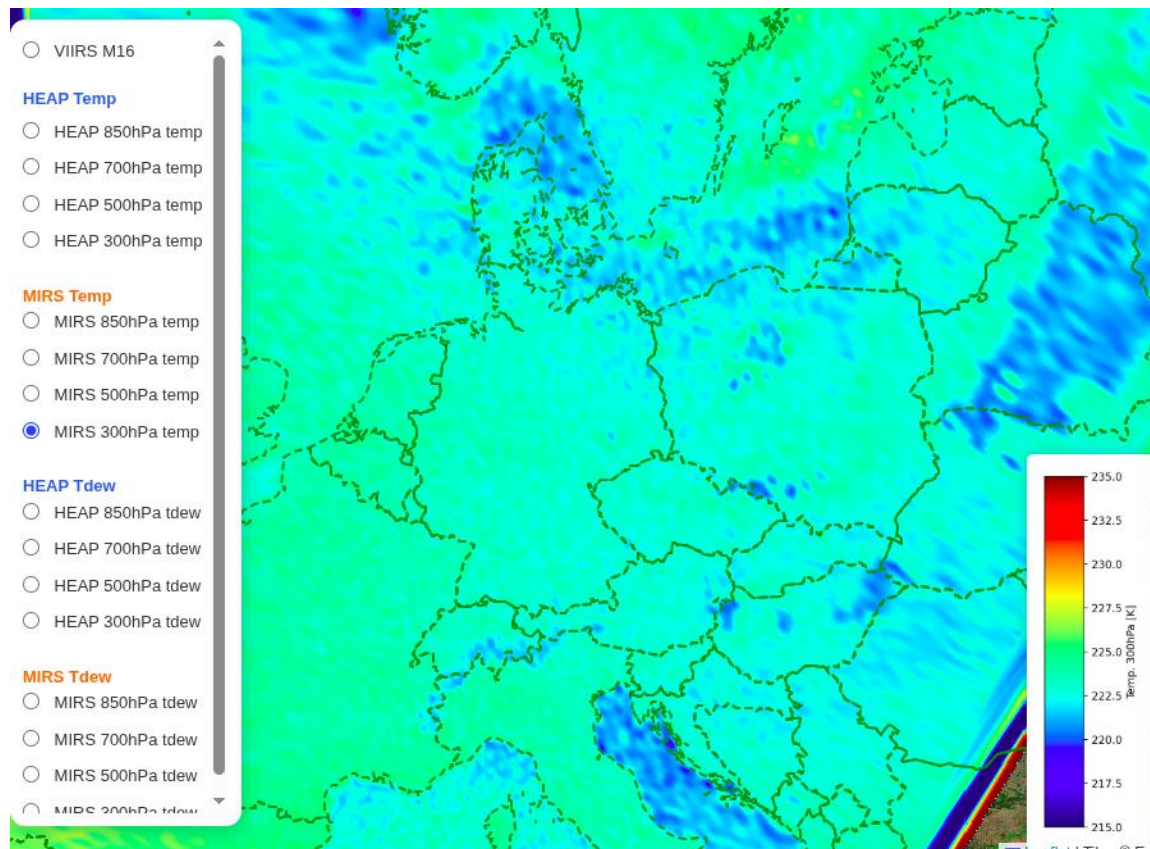 VIIRS M16
HEAP Temp
HEAP 850hPa temp
HEAP 700hPa temp
HEAP 500hPa temp
HEAP 300hPa temp
MIRS Temp
MIRS 850hPa temp
MIRS 700hPa temp
MIRS 500hPa temp
MIRS 300hPa temp
HEAP Tdew
HEAP 850hPa tdew
HEAP 700hPa tdew
HEAP 500hPa tdew
HEAP 300hPa tdew
MIRS Tdew
MIRS 850hPa tdew
MIRS 700hPa tdew
MIRS 500hPa tdew
MIRS 300hPa tdew
235.0
232.5
230.0
227.5
225.0
222.5
220.0
217.5
215.0
Temp. 300hPa [K]